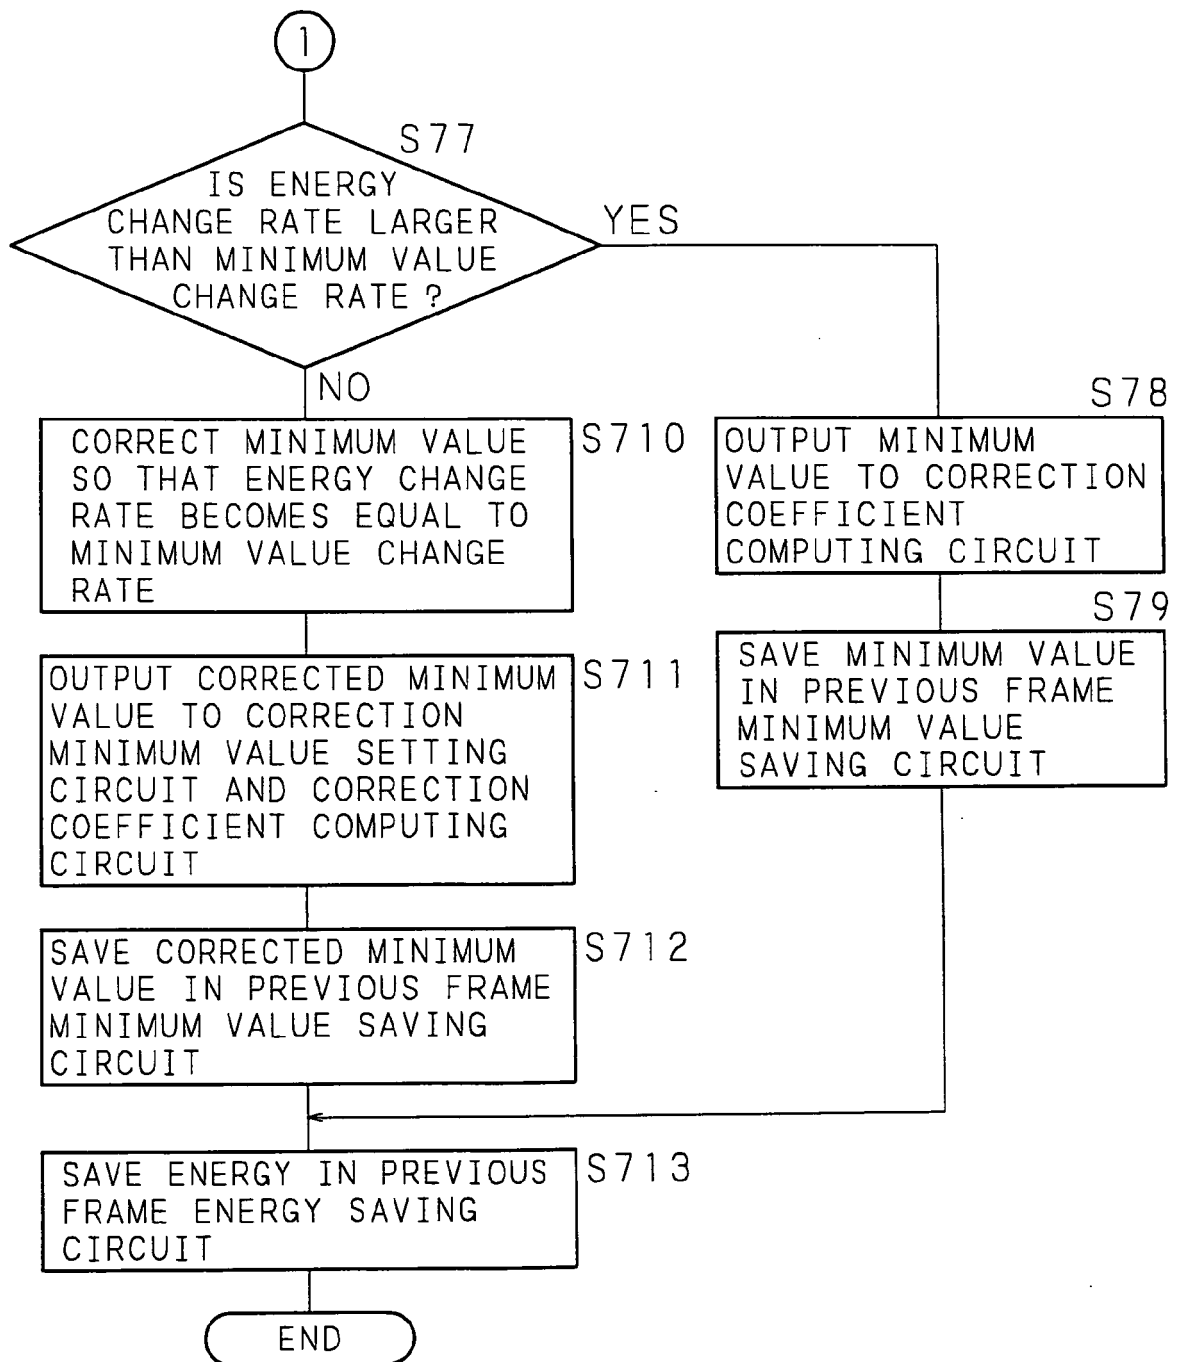 1
S77
IS ENERGY
CHANGE RATE LARGER
THAN MINIMUM VALUE
CHANGE RATE ?
YES
NO
S710
CORRECT MINIMUM VALUE
SO THAT ENERGY CHANGE
RATE BECOMES EQUAL TO
MINIMUM VALUE CHANGE
RATE
S78
OUTPUT MINIMUM
VALUE TO CORRECTION
COEFFICIENT
COMPUTING CIRCUIT
S79
SAVE MINIMUM VALUE
IN PREVIOUS FRAME
MINIMUM VALUE
SAVING CIRCUIT
S711
OUTPUT CORRECTED MINIMUM
VALUE TO CORRECTION
MINIMUM VALUE SETTING
CIRCUIT AND CORRECTION
COEFFICIENT COMPUTING
CIRCUIT
S712
SAVE CORRECTED MINIMUM
VALUE IN PREVIOUS FRAME
MINIMUM VALUE SAVING
CIRCUIT
S713
SAVE ENERGY IN PREVIOUS
FRAME ENERGY SAVING
CIRCUIT
END